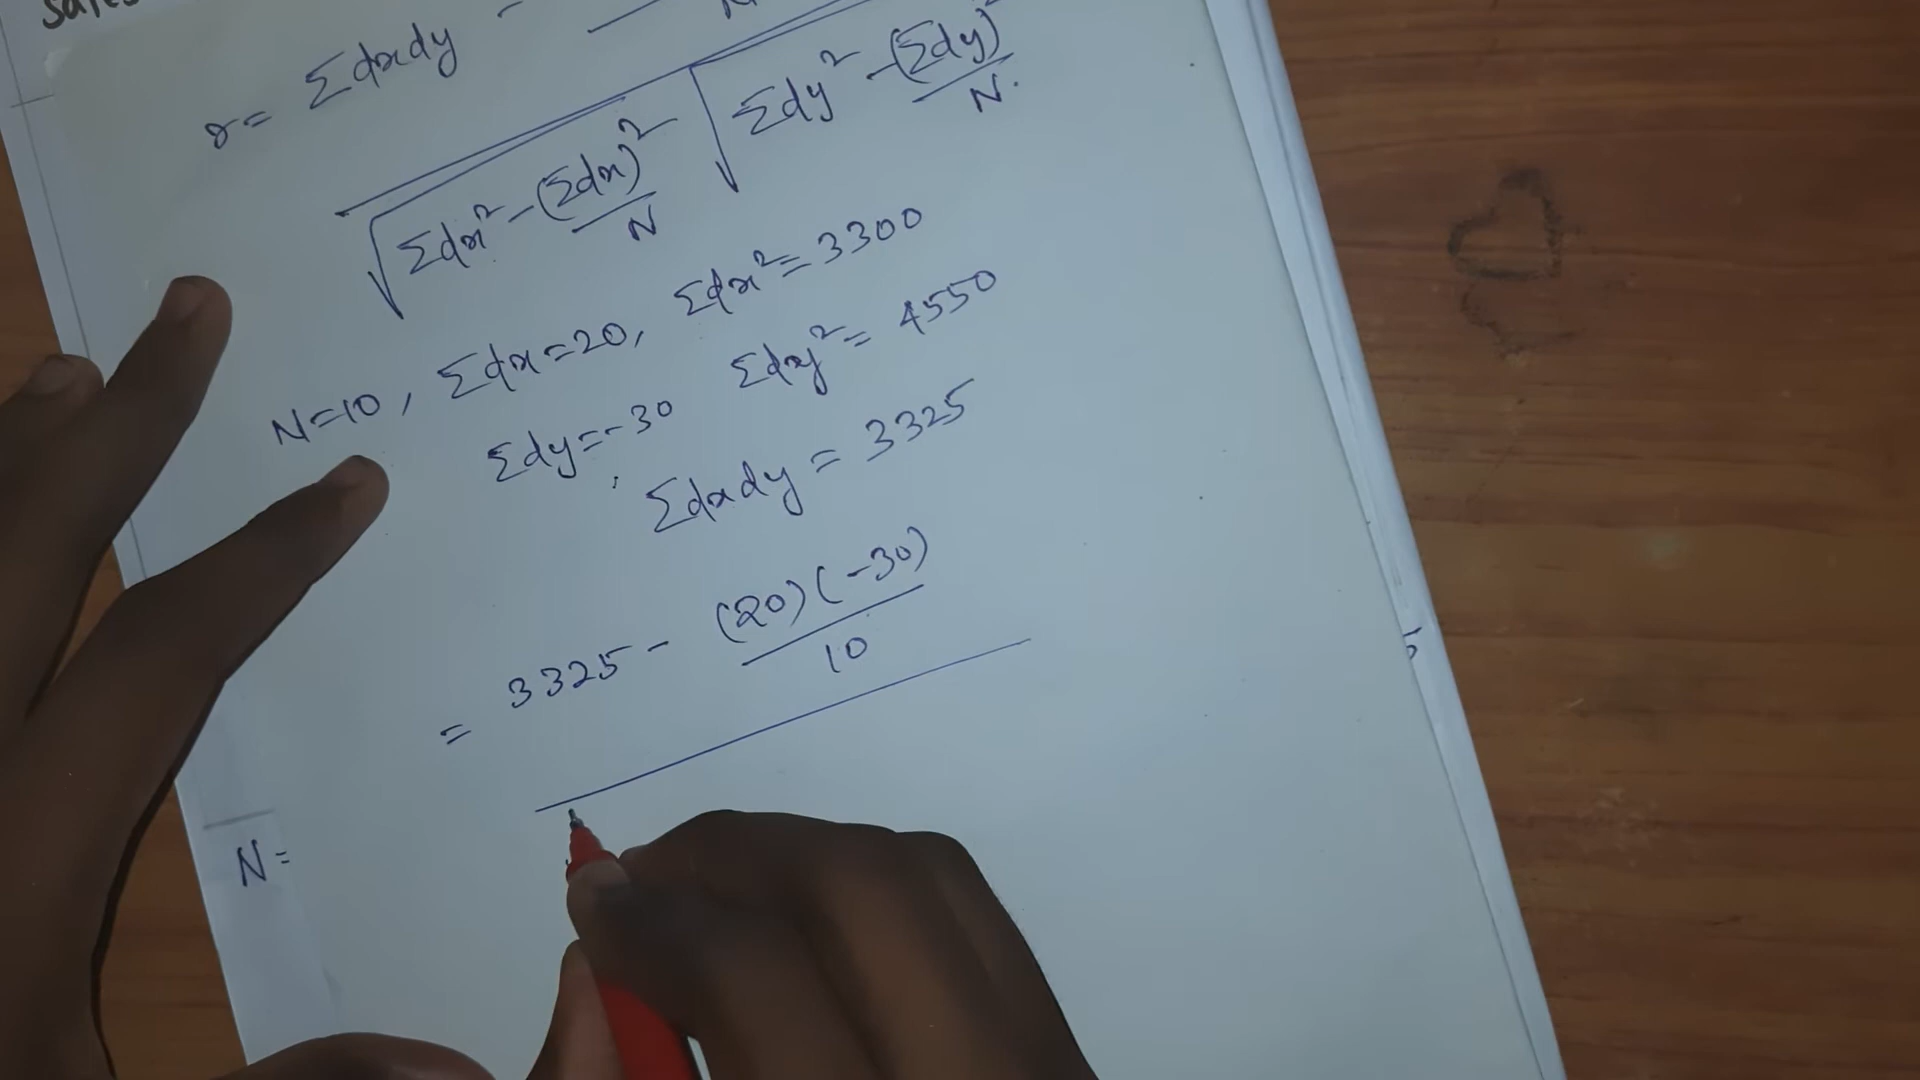 Sales
r = Σdxdy -
N
√Σdx² - (Σdx)²/N √Σdy² - (Σdy)²/N.
N=10, Σdx=20, Σdx²=3300
Σdy=-30, Σdy²= 4550
Σdxdy = 3325
= 3325 - (20)(-30)
10
N=